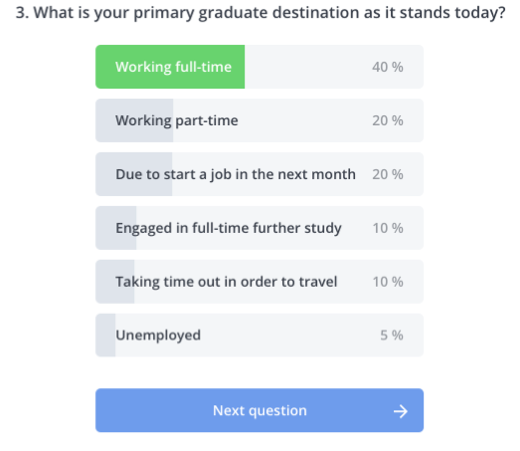 3. What is your primary graduate destination as it stands today?
Working full-time 40 %
Working part-time 20 %
Due to start a job in the next month 20 %
Engaged in full-time further study 10 %
Taking time out in order to travel 10 %
Unemployed 5 %
Next question →